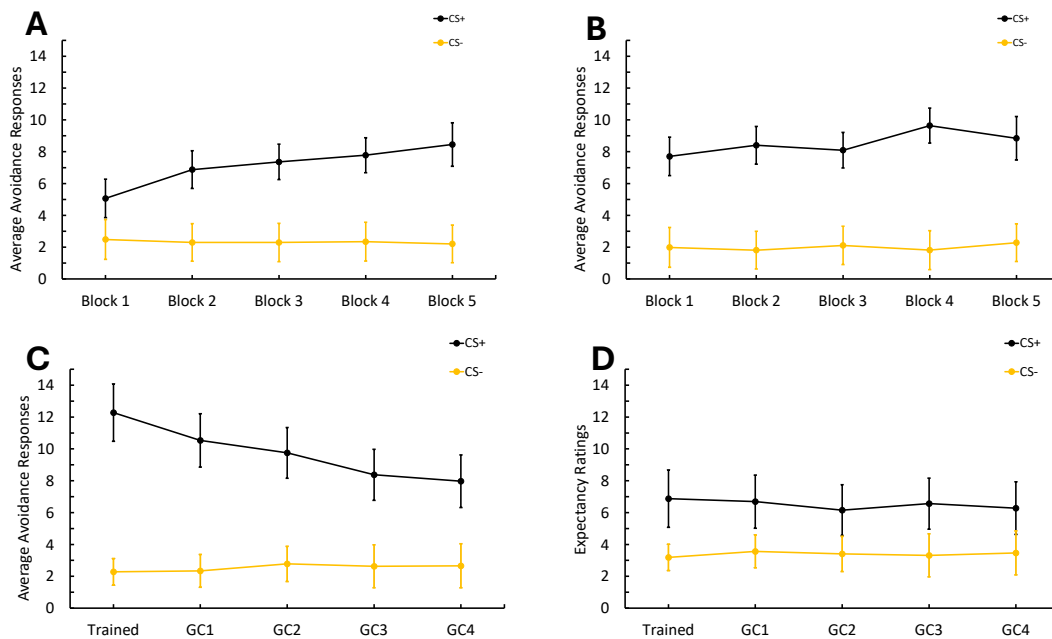 A
CS+
CS-
Average Avoidance Responses
14
12
10
8
6
4
2
0
Block 1 Block 2 Block 3 Block 4 Block 5
B
CS+
CS-
Average Avoidance Responses
14
12
10
8
6
4
2
0
Block 1 Block 2 Block 3 Block 4 Block 5
C
CS+
CS-
Average Avoidance Responses
14
12
10
8
6
4
2
0
Trained GC1 GC2 GC3 GC4
D
CS+
CS-
Expectancy Ratings
14
12
10
8
6
4
2
0
Trained GC1 GC2 GC3 GC4